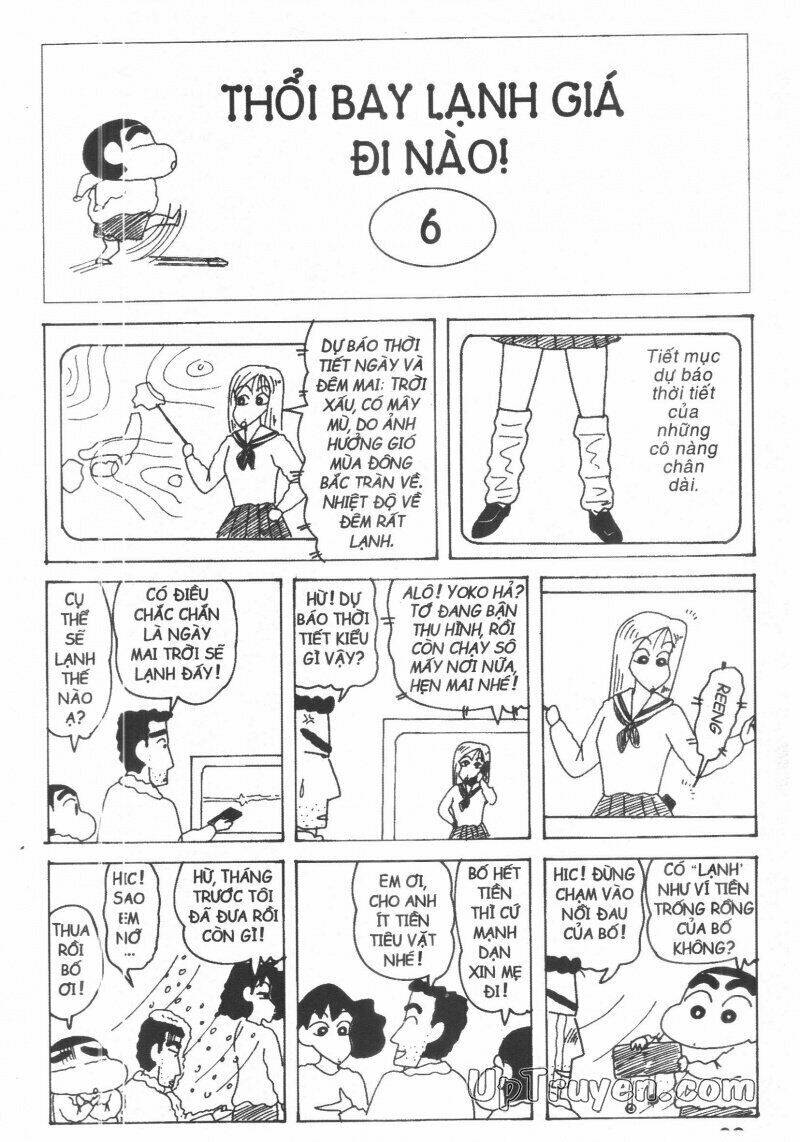 THỔI BAY LẠNH GIÁ
ĐI NÀO!
6
Tiết mục
dự báo
thời tiết
của
những
cô nàng
chân
dài.
DỰ BÁO THỜI
TIẾT NGÀY VÀ
ĐÊM MAI: TRỜI
XẤU, CÓ MÂY
MÙ, DO ẢNH
HƯỞNG GIÓ
MÙA ĐÔNG
BẮC TRÀN VỀ.
NHIỆT ĐỘ VỀ
ĐÊM RẤT
LẠNH.
REENG
ALÔ! YOKO HẢ?
TỚ ĐANG BẬN
THU HÌNH, RỒI
CÒN CHẠY SÔ
MẤY NƠI NỮA,
HẸN MAI NHÉ!
HỪ! DỰ
BÁO THỜI
TIẾT KIỂU
GÌ VẬY?
CÓ ĐIỀU
CHẮC CHẮN
LÀ NGÀY
MAI TRỜI SẼ
LẠNH ĐẤY!
CỤ
THỂ
SẼ
LẠNH
THẾ
NÀO
Ạ?
CÓ "LẠNH"
NHƯ VÍ TIỀN
TRỐNG RỖNG
CỦA BỐ
KHÔNG?
HIC! ĐỪNG
CHẠM VÀO
NỖI ĐAU
CỦA BỐ!
BỐ HẾT
TIỀN
THÌ CỨ
MẠNH
DẠN
XIN MẸ
ĐI!
EM ƠI,
CHO ANH
ÍT TIỀN
TIÊU VẶT
NHÉ!
HỪ, THÁNG
TRƯỚC TÔI
ĐÃ ĐƯA RỒI
CÒN GÌ!
HIC!
SAO
EM
NỠ
...
THUA
RỒI
BỐ
ƠI!
UpTruyen.com